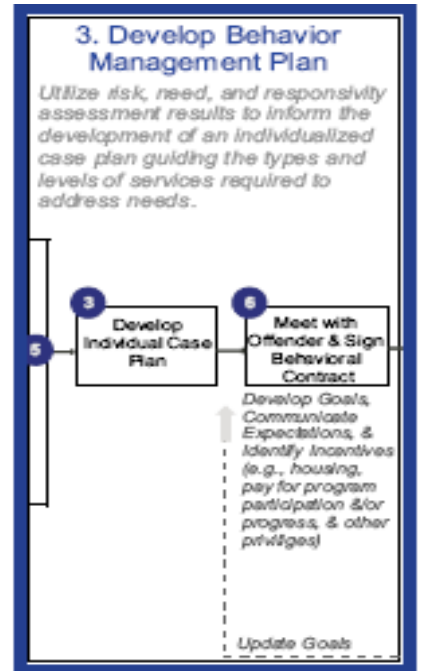 3. Develop Behavior
Management Plan
Utilize risk, need, and responsivity
assessment results to inform the
development of an individualized
case plan guiding the types and
levels of services required to
address needs.
3
6
5
Develop
Individual Case
Plan
Meet with
Offender & Sign
Behavioral
Contract
Develop Goals,
Communicate
Expectations, &
Identify Incentives
(e.g., housing,
pay for program
participation &/or
progress, & other
priviliges)
Update Goals